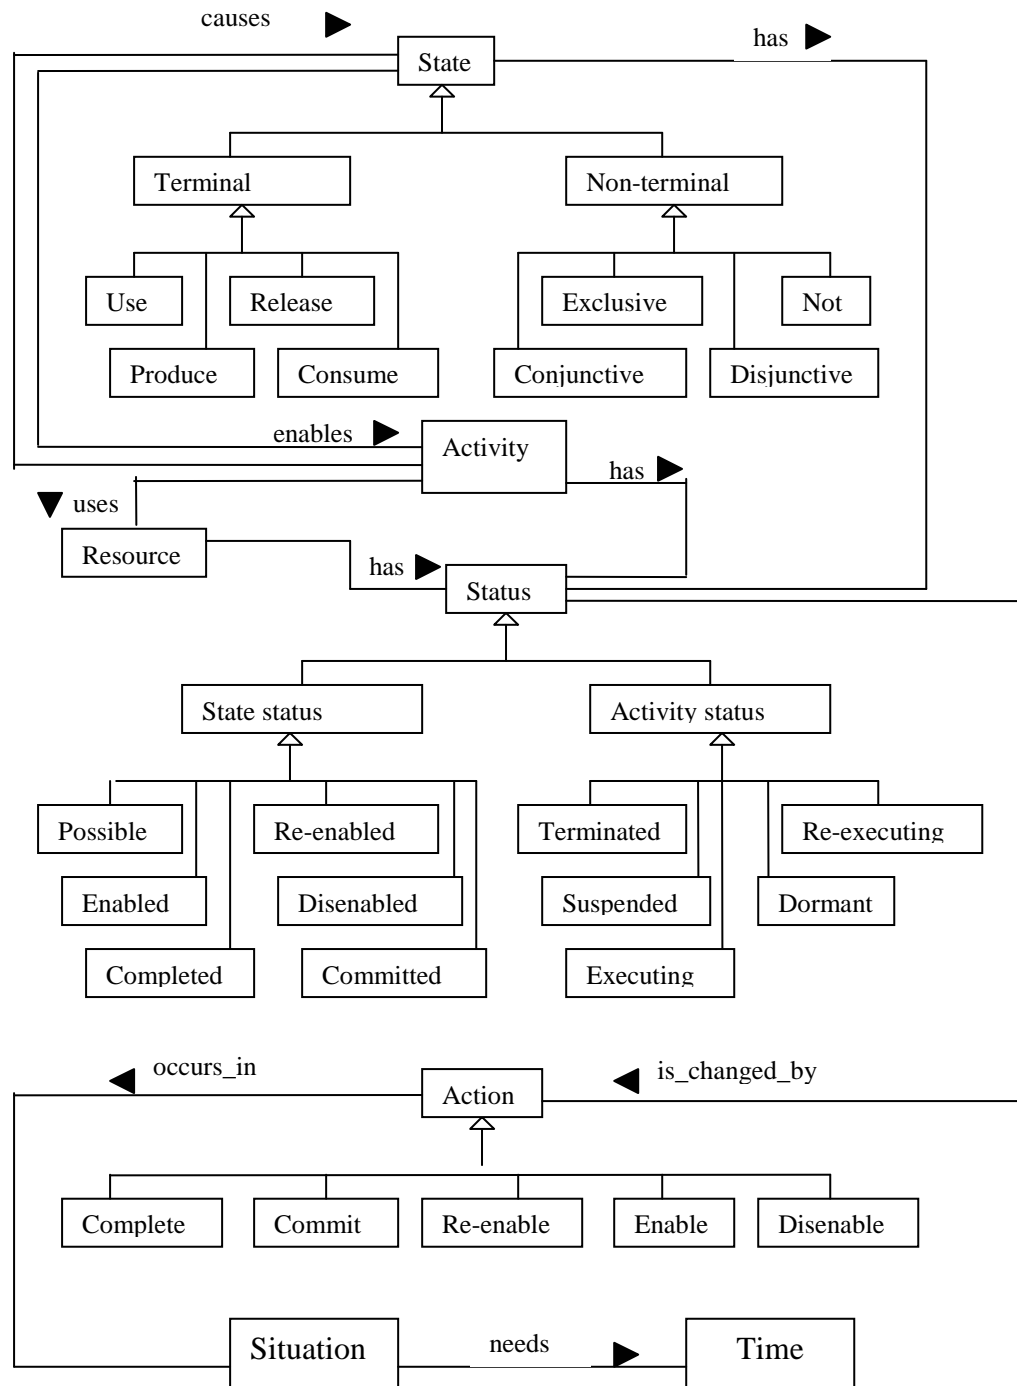 causes
has
State
Terminal
Non-terminal
Use
Release
Exclusive
Not
Produce
Consume
Conjunctive
Disjunctive
enables
Activity
has
uses
Resource
has
Status
State status
Activity status
Possible
Re-enabled
Terminated
Re-executing
Enabled
Disenabled
Suspended
Dormant
Completed
Committed
Executing
occurs_in
Action
is_changed_by
Complete
Commit
Re-enable
Enable
Disenable
Situation
needs
Time